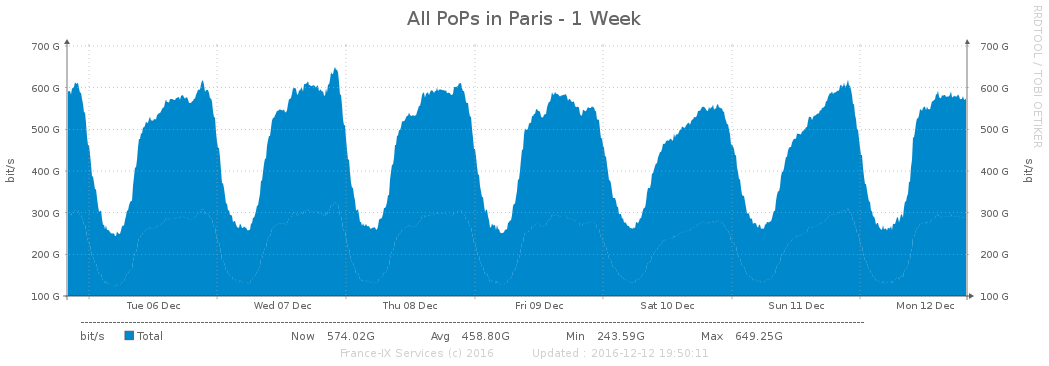 All PoPs in Paris - 1 Week
RRDTOOL / TOBI OETIKER
bit/s
700 G 700 G
600 G 600 G
500 G 500 G
400 G 400 G
300 G 300 G
200 G 200 G
100 G 100 G
bit/s
Tue 06 Dec Wed 07 Dec Thu 08 Dec Fri 09 Dec Sat 10 Dec Sun 11 Dec Mon 12 Dec
bit/s Total Now 574.02G Avg 458.80G Min 243.59G Max 649.25G
France-IX Services (c) 2016 Updated : 2016-12-12 19:50:11